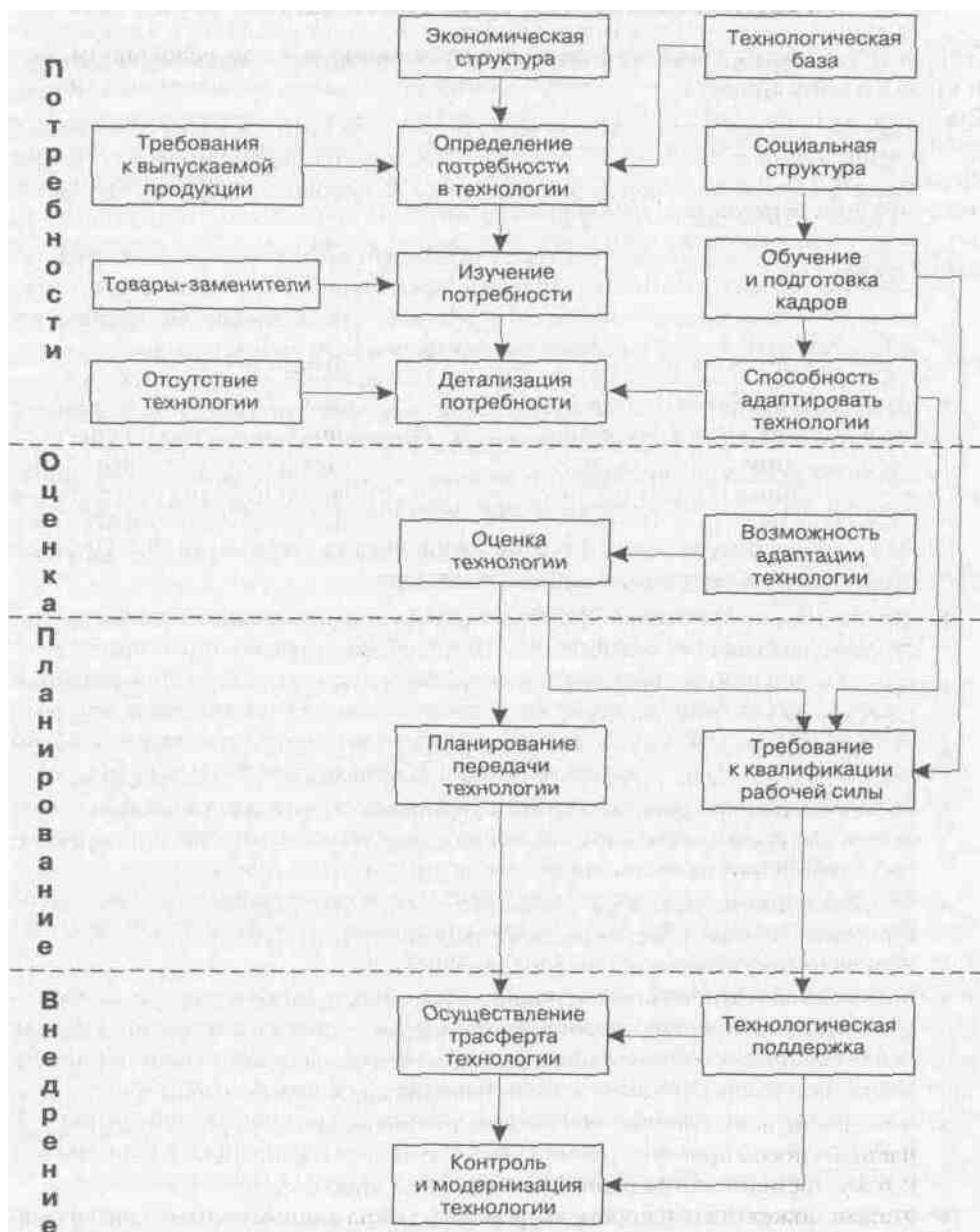 Потребности
Экономическая
структура
Технологическая
база
Требования
к выпускаемой
продукции
Определение
потребности
в технологии
Социальная
структура
Товары-заменители
Изучение
потребности
Обучение
и подготовка
кадров
Отсутствие
технологии
Детализация
потребности
Способность
адаптировать
технологии
Оценка
Оценка
технологии
Возможность
адаптации
технологии
Планирование
Планирование
передачи
технологии
Требование
к квалификации
рабочей силы
Внедрение
Осуществление
трасферта
технологии
Технологическая
поддержка
Контроль
и модернизация
технологии